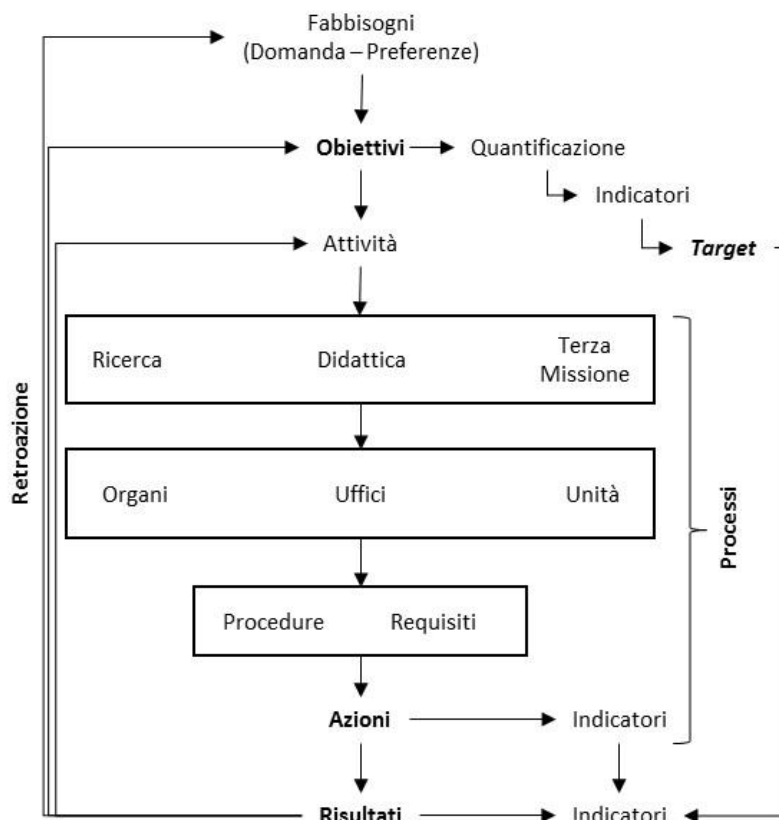 Fabbisogni
(Domanda – Preferenze)
Obiettivi
Quantificazione
Indicatori
Attività
Target
Ricerca
Didattica
Terza
Missione
Retroazione
Organi
Uffici
Unità
Processi
Procedure
Requisiti
Azioni
Indicatori
Risultati
Indicatori